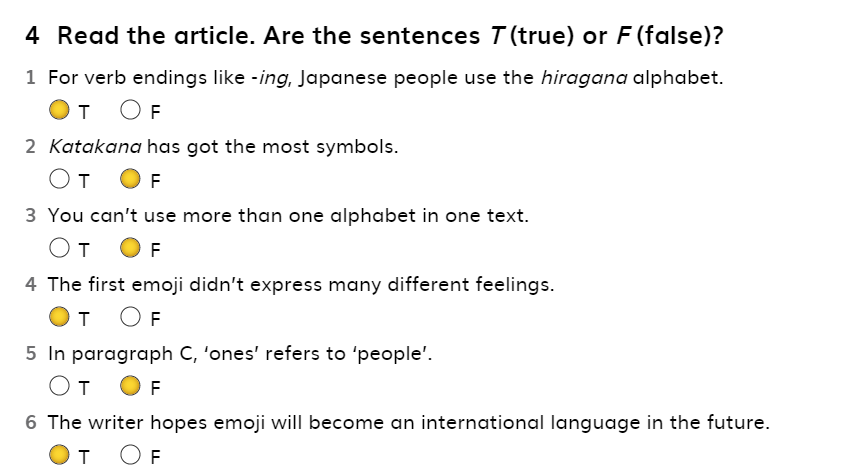 4 Read the article. Are the sentences T (true) or F (false)?
1 For verb endings like -ing, Japanese people use the hiragana alphabet.
T F
2 Katakana has got the most symbols.
T F
3 You can't use more than one alphabet in one text.
T F
4 The first emoji didn't express many different feelings.
T F
5 In paragraph C, ‘ones’ refers to ‘people’.
T F
6 The writer hopes emoji will become an international language in the future.
T F